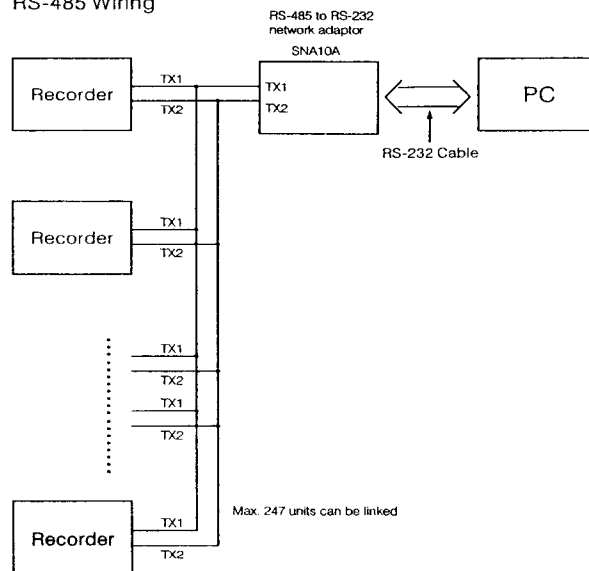 RS-485 Wiring
RS-485 to RS-232
network adaptor
SNA10A
Recorder
TX1
TX2
TX1
TX2
PC
RS-232 Cable
Recorder
TX1
TX2
TX1
TX2
TX1
TX2
Max. 247 units can be linked
Recorder
TX1
TX2